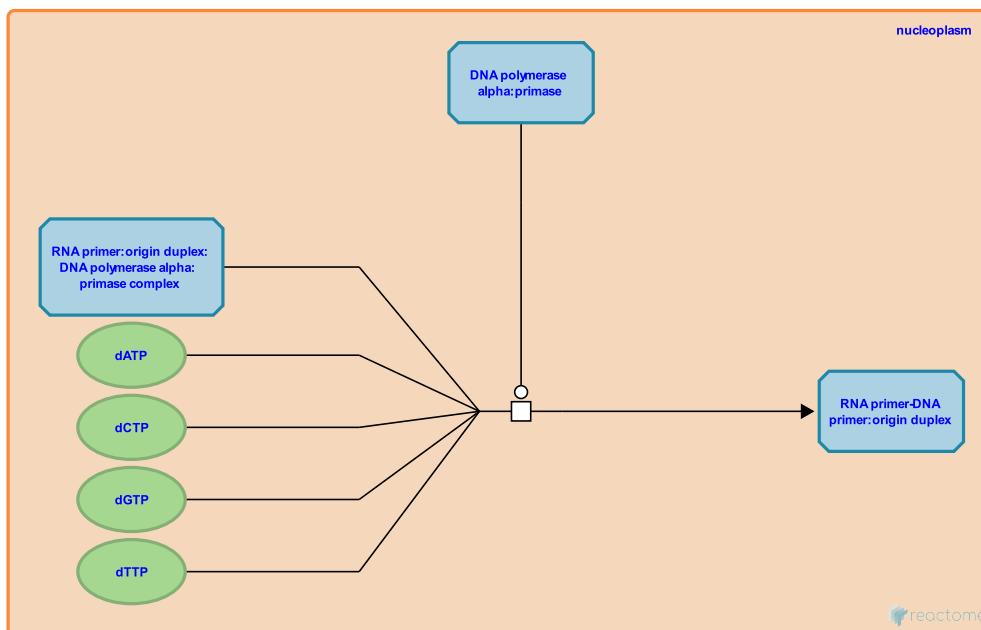 nucleoplasm
DNA polymerase
alpha:primase
RNA primer:origin duplex:
DNA polymerase alpha:
primase complex
dATP
dCTP
dGTP
dTTP
RNA primer-DNA
primer:origin duplex
reactome